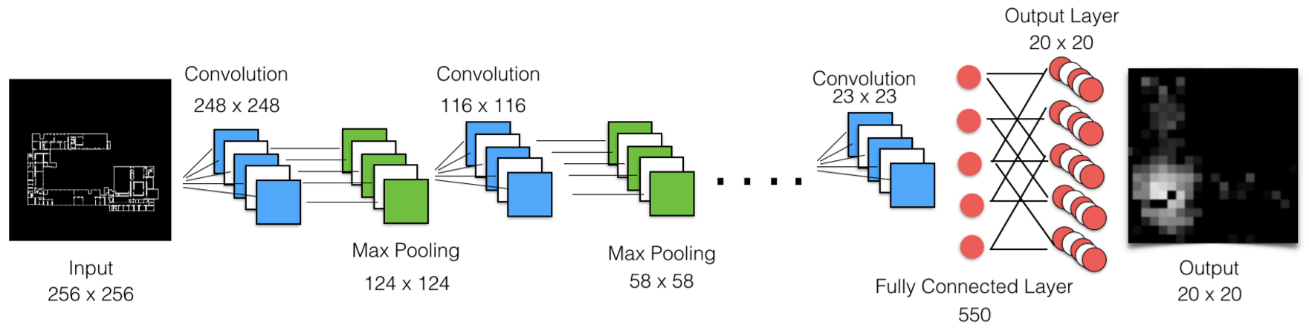 Input
256 x 256
Convolution
248 x 248
Max Pooling
124 x 124
Convolution
116 x 116
Max Pooling
58 x 58
Convolution
23 x 23
Fully Connected Layer
550
Output Layer
20 x 20
Output
20 x 20